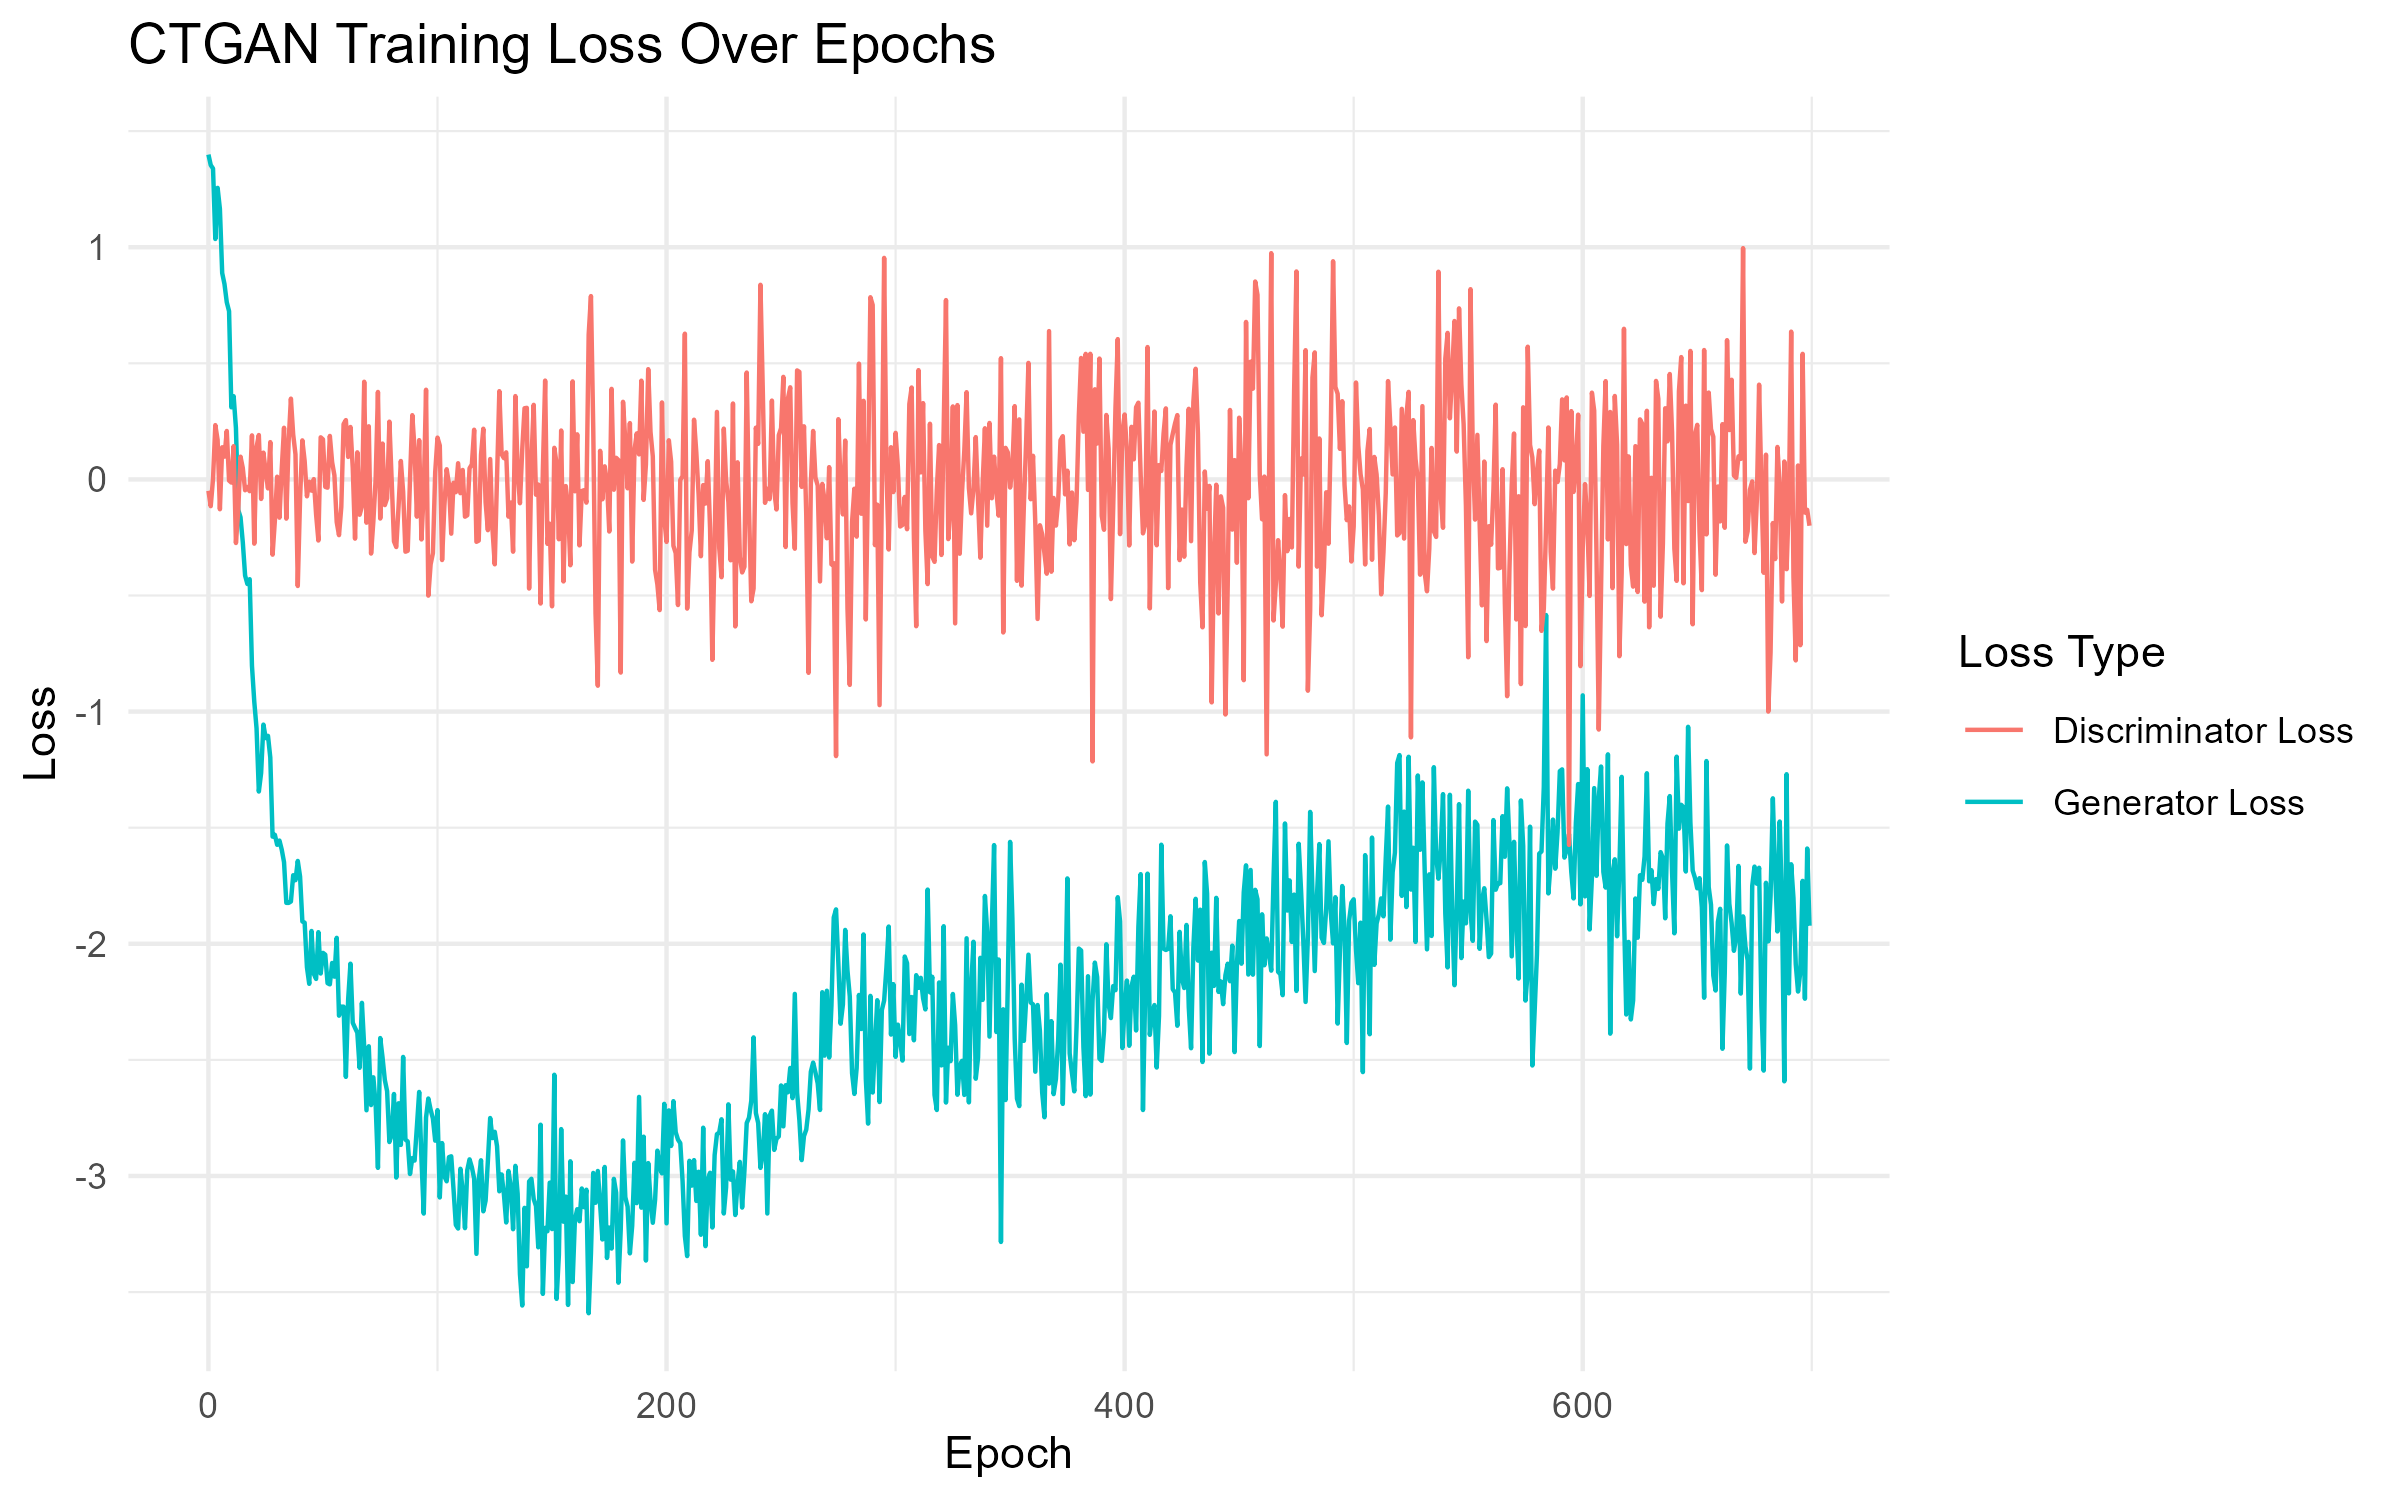 CTGAN Training Loss Over Epochs
1
0
-1
-2
-3
Loss
0
200
400
600
Epoch
Loss Type
Discriminator Loss
Generator Loss